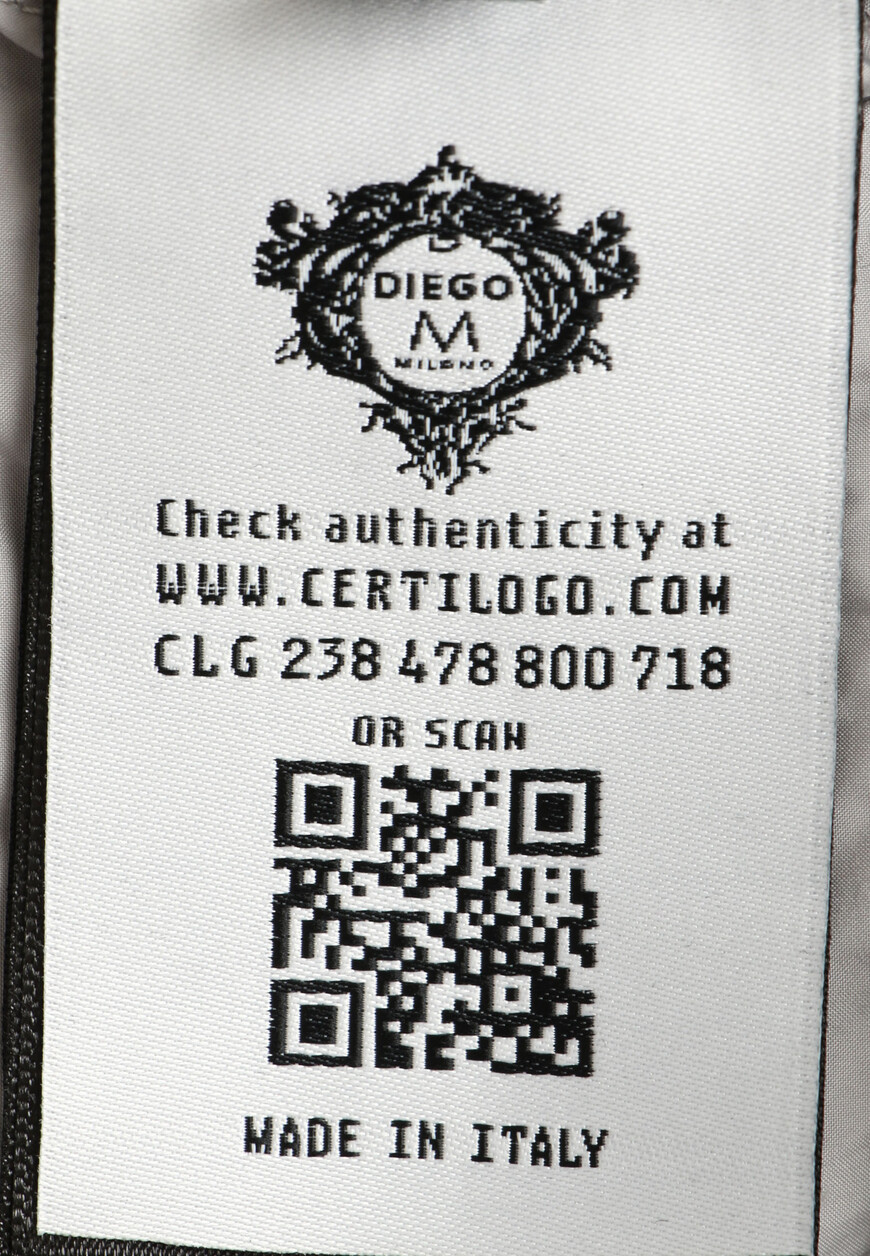 DIEGO
M
MILANO
Check authenticity at
WWW.CERTILOGO.COM
CLG 238 478 800 718
OR SCAN
MADE IN ITALY